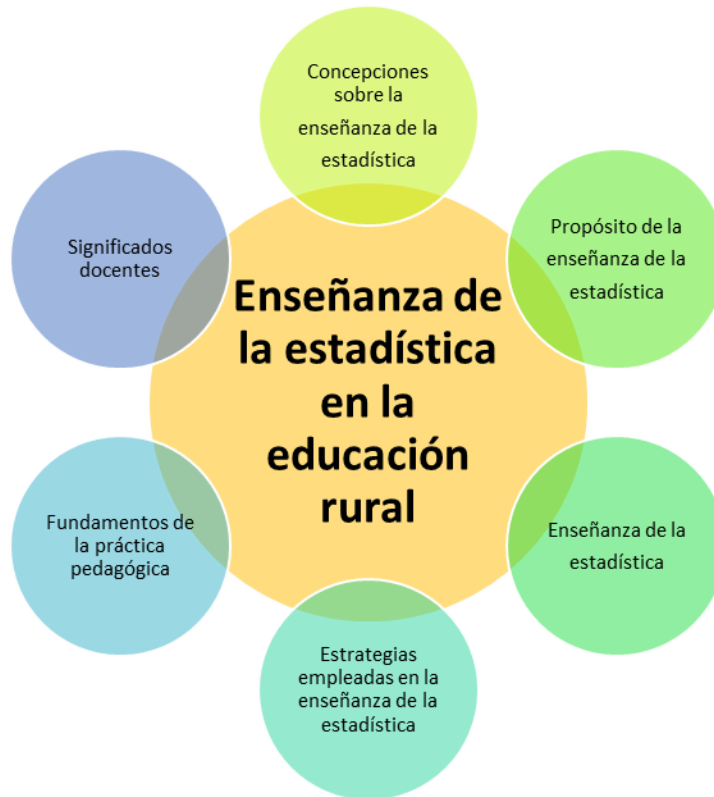 Concepciones
sobre la
enseñanza de la
estadística
Propósito de la
enseñanza de la
estadística
Significados
docentes
Enseñanza de
la estadística
en la
educación
rural
Fundamentos de
la práctica
pedagógica
Enseñanza de la
estadística
Estrategias
empleadas en la
enseñanza de la
estadística